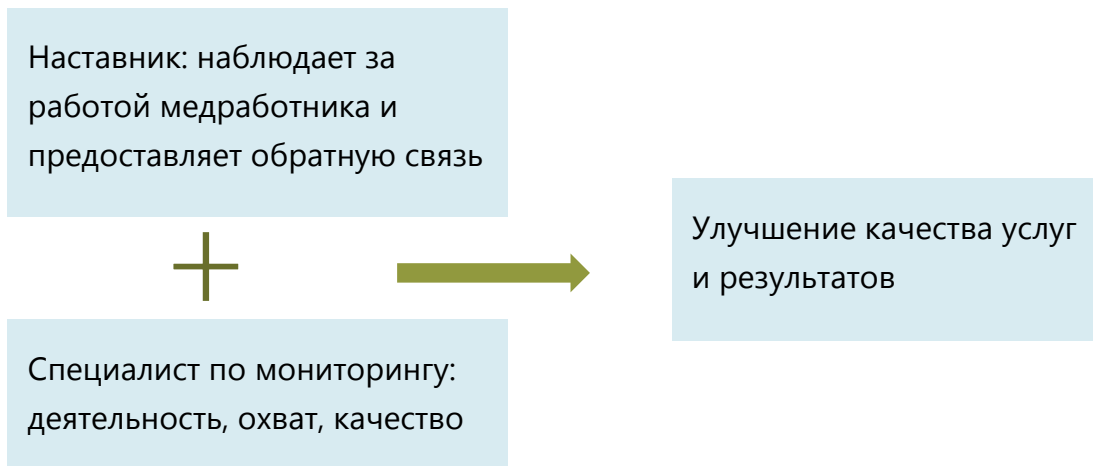 Наставник: наблюдает за
работой медработника и
предоставляет обратную связь
Специалист по мониторингу:
деятельность, охват, качество
Улучшение качества услуг
и результатов